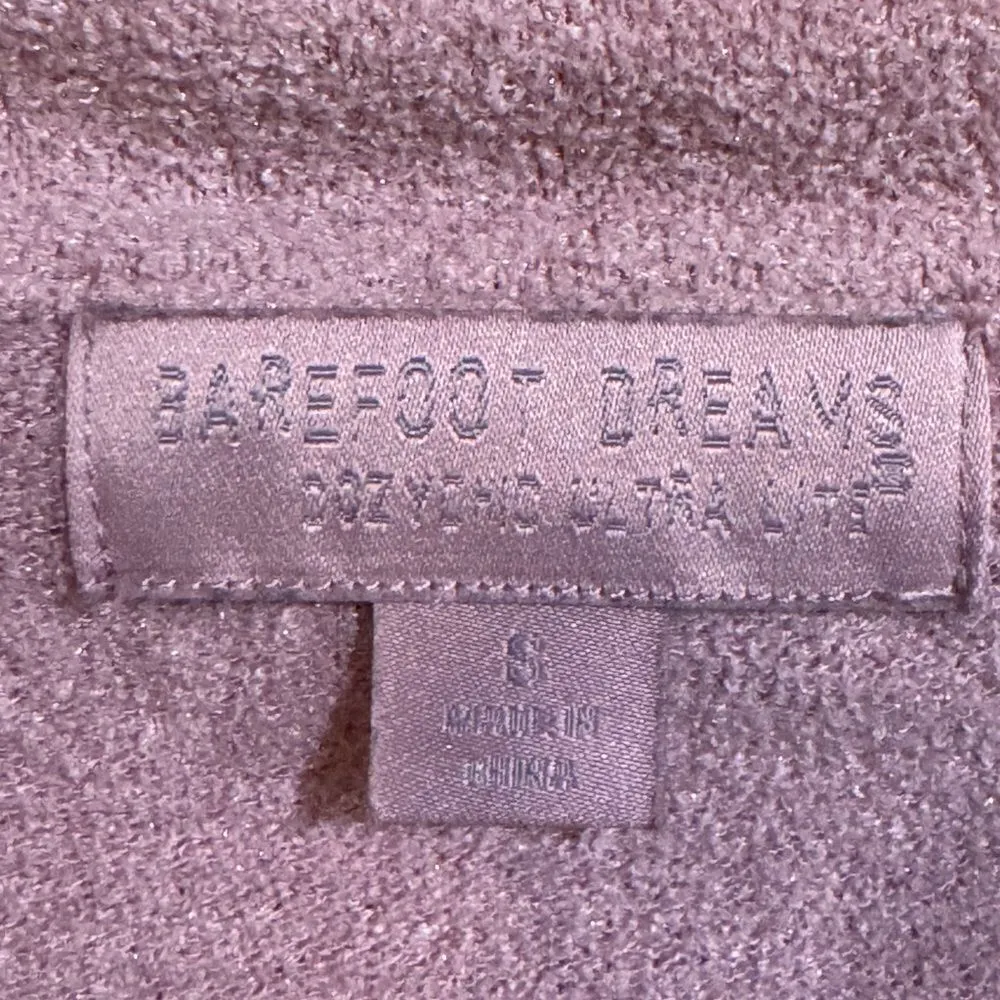 BAREFOOT DREAMS
COZYCHIC ULTRA LITE
S
MADE IN
CHINA